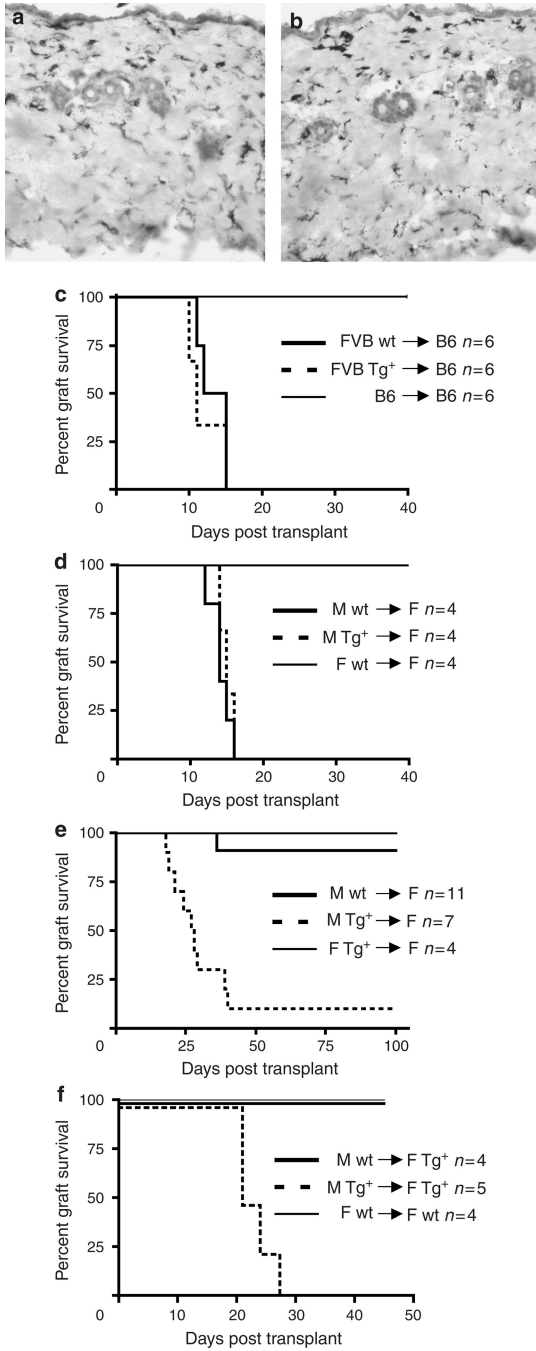 a
b
c
100
75
50
25
0
10
20
30
40
Percent graft survival
Days post transplant
FVB wt → B6 n=6
FVB Tg⁺ → B6 n=6
B6 → B6 n=6
d
100
75
50
25
0
10
20
30
40
Percent graft survival
Days post transplant
M wt → F n=4
M Tg⁺ → F n=4
F wt → F n=4
e
100
75
50
25
0
25
50
75
100
Percent graft survival
Days post transplant
M wt → F n=11
M Tg⁺ → F n=7
F Tg⁺ → F n=4
f
100
75
50
25
0
10
20
30
40
50
Percent graft survival
Days post transplant
M wt → F Tg⁺ n=4
M Tg⁺ → F Tg⁺ n=5
F wt → F wt n=4